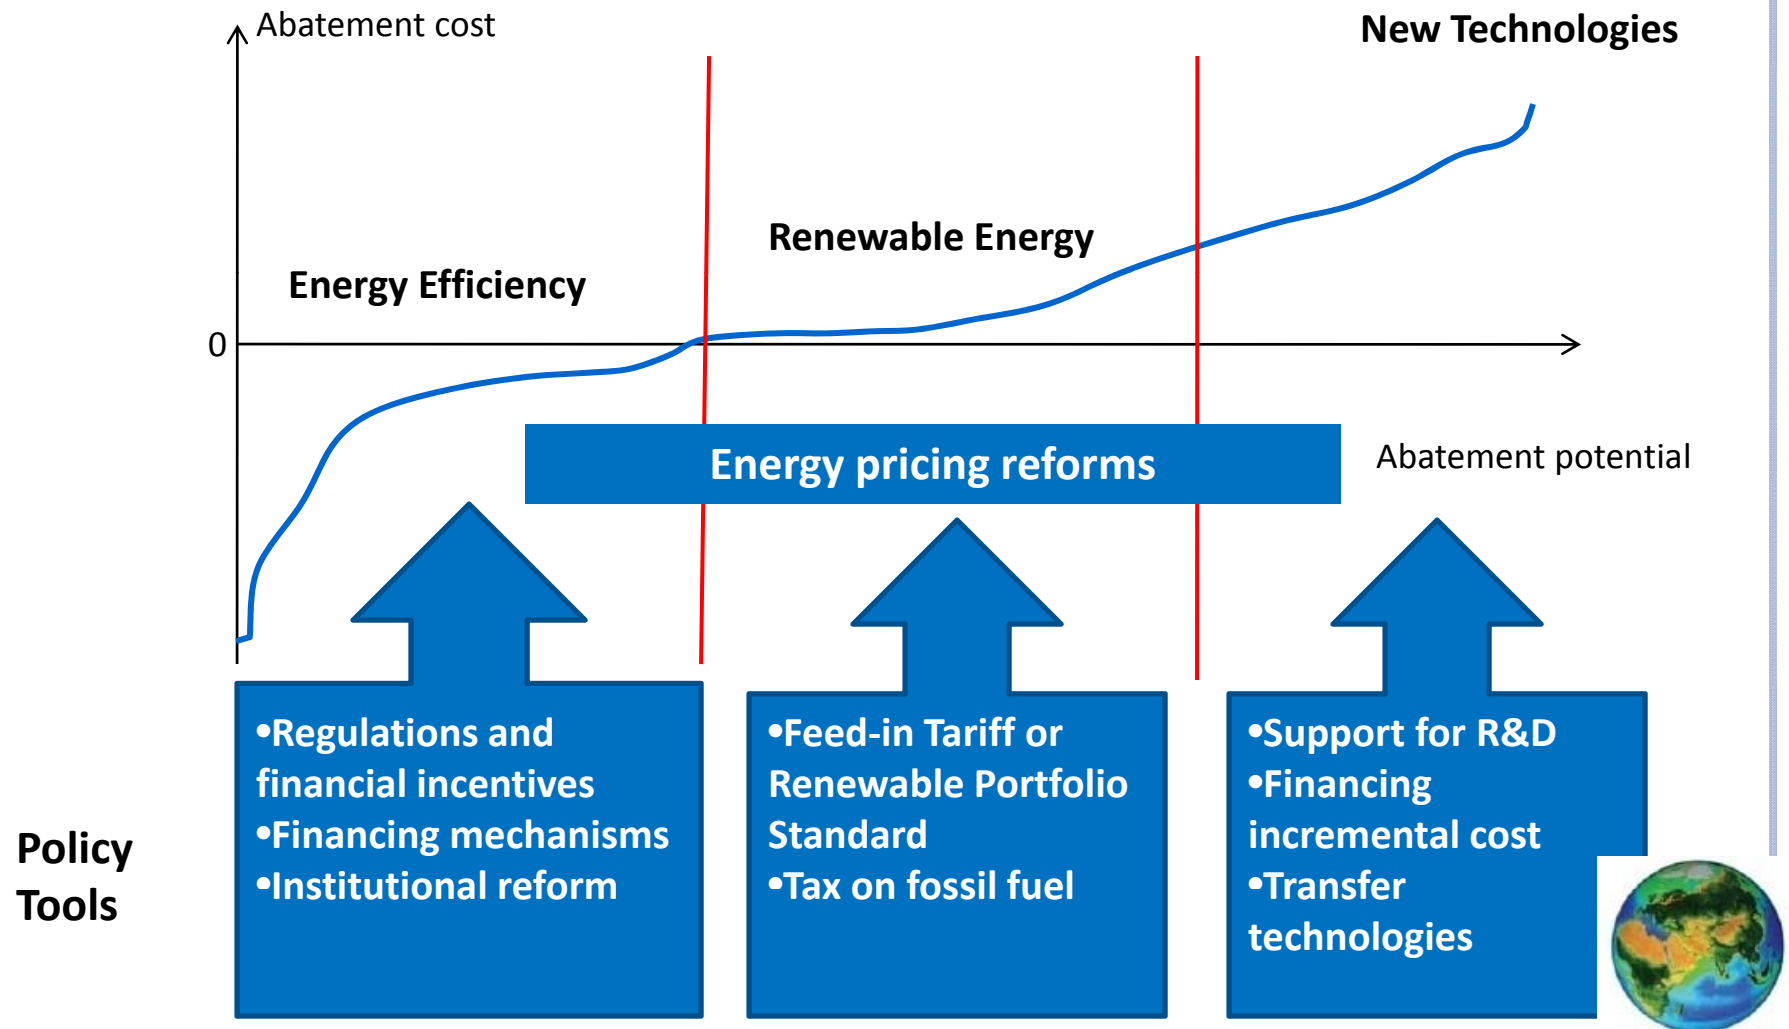 Abatement cost
New Technologies
Renewable Energy
Energy Efficiency
0
Energy pricing reforms
Abatement potential
Policy
Tools
•Regulations and
financial incentives
•Financing mechanisms
•Institutional reform
•Feed-in Tariff or
Renewable Portfolio
Standard
•Tax on fossil fuel
•Support for R&D
•Financing
incremental cost
•Transfer
technologies